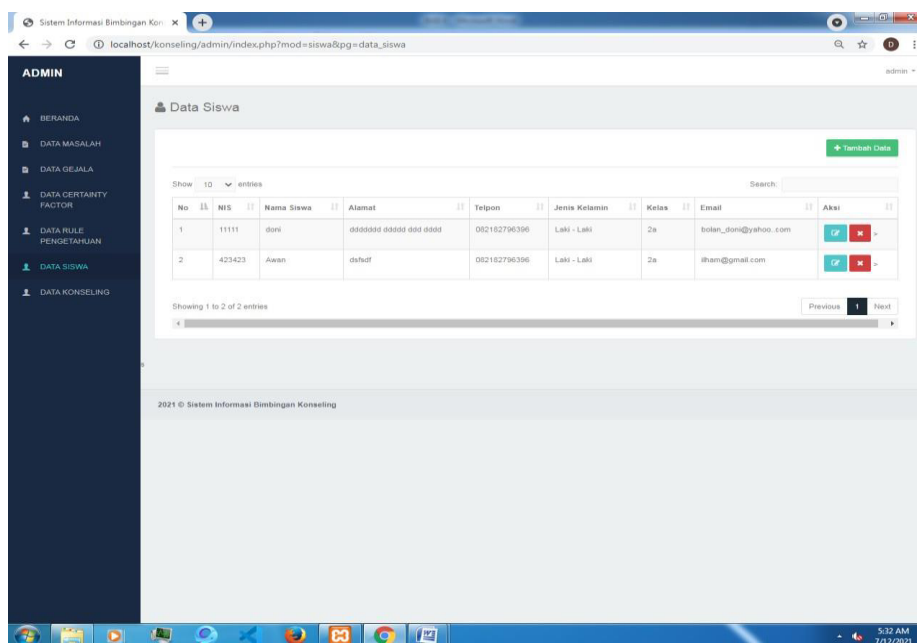 Sistem Informasi Bimbingan Kon
localhost/konseling/admin/index.php?mod=siswa&pg=data_siswa
D
ADMIN
admin
BERANDA
DATA MASALAH
DATA GEJALA
DATA CERTAINTY
FACTOR
DATA RULE
PENGETAHUAN
DATA SISWA
DATA KONSELING
Data Siswa
+ Tambah Data
Show 10 entries
Search:
No NIS Nama Siswa Alamat Telpon Jenis Kelamin Kelas Email Aksi
1 11111 doni ddddddd ddddd ddd dddd 082182796396 Laki - Laki 2a bolan_doni@yahoo.com >
2 423423 Awan dsfsdf 082182796396 Laki - Laki 2a ilham@gmail.com >
Showing 1 to 2 of 2 entries
Previous 1 Next
s
2021 © Sistem Informasi Bimbingan Konseling
5:32 AM
7/12/2021